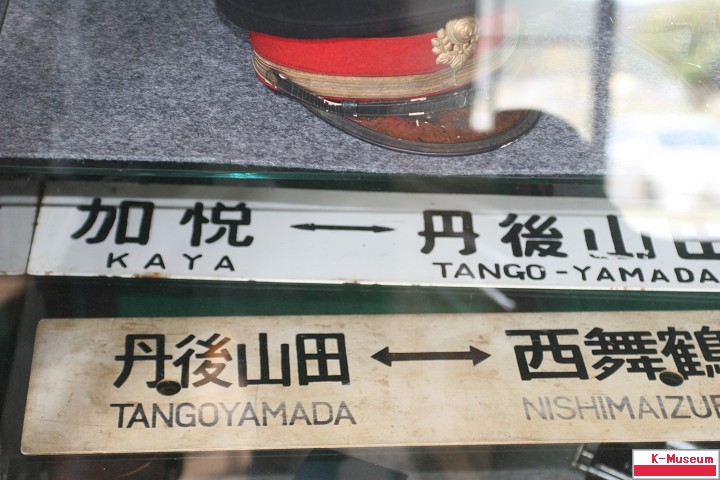 加悦 ←→ 丹後山田
KAYA TANGO-YAMADA
丹後山田 ←→ 西舞鶴
TANGOYAMADA NISHIMAIZU
K-Museum